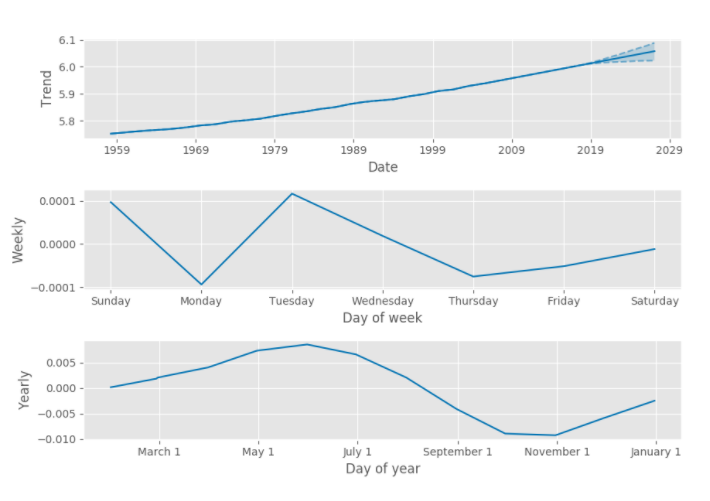 6.1
6.0
5.9
5.8
Trend
1959 1969 1979 1989 1999 2009 2019 2029
Date
0.0001
0.0000
−0.0001
Weekly
Sunday Monday Tuesday Wednesday Thursday Friday Saturday
Day of week
0.005
0.000
−0.005
−0.010
Yearly
March 1 May 1 July 1 September 1 November 1 January 1
Day of year